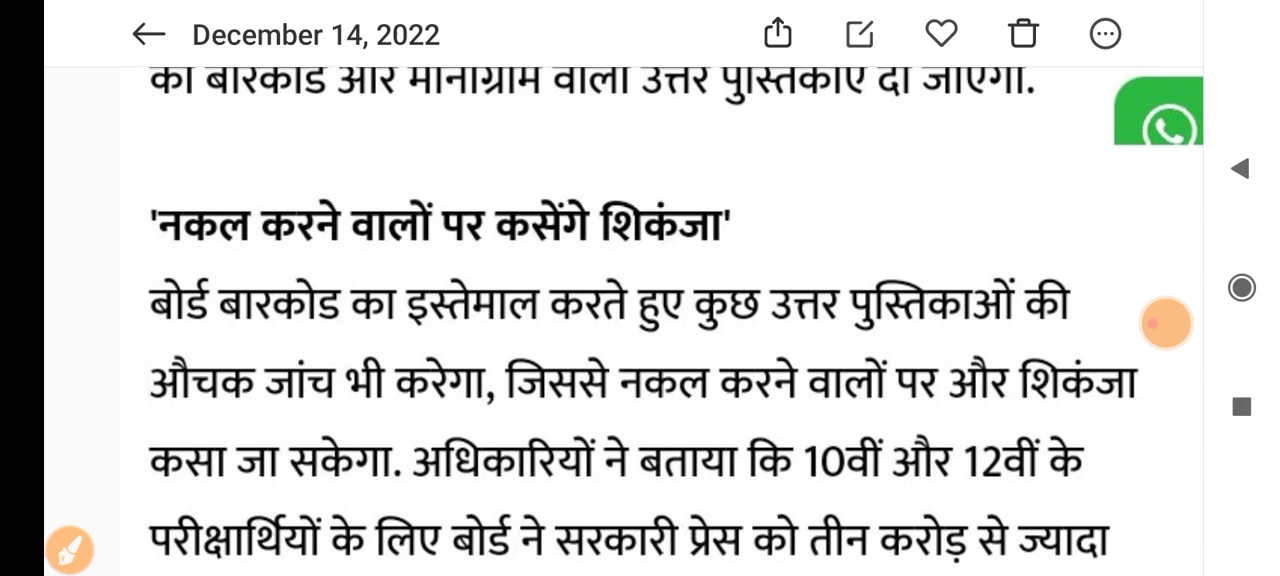 December 14, 2022
का बारकोड और मोनोग्राम वाली उत्तर पुस्तिकाएं दी जाएंगी.
'नकल करने वालों पर कसेंगे शिकंजा'
बोर्ड बारकोड का इस्तेमाल करते हुए कुछ उत्तर पुस्तिकाओं की
औचक जांच भी करेगा, जिससे नकल करने वालों पर और शिकंजा
कसा जा सकेगा. अधिकारियों ने बताया कि 10वीं और 12वीं के
परीक्षार्थियों के लिए बोर्ड ने सरकारी प्रेस को तीन करोड़ से ज्यादा